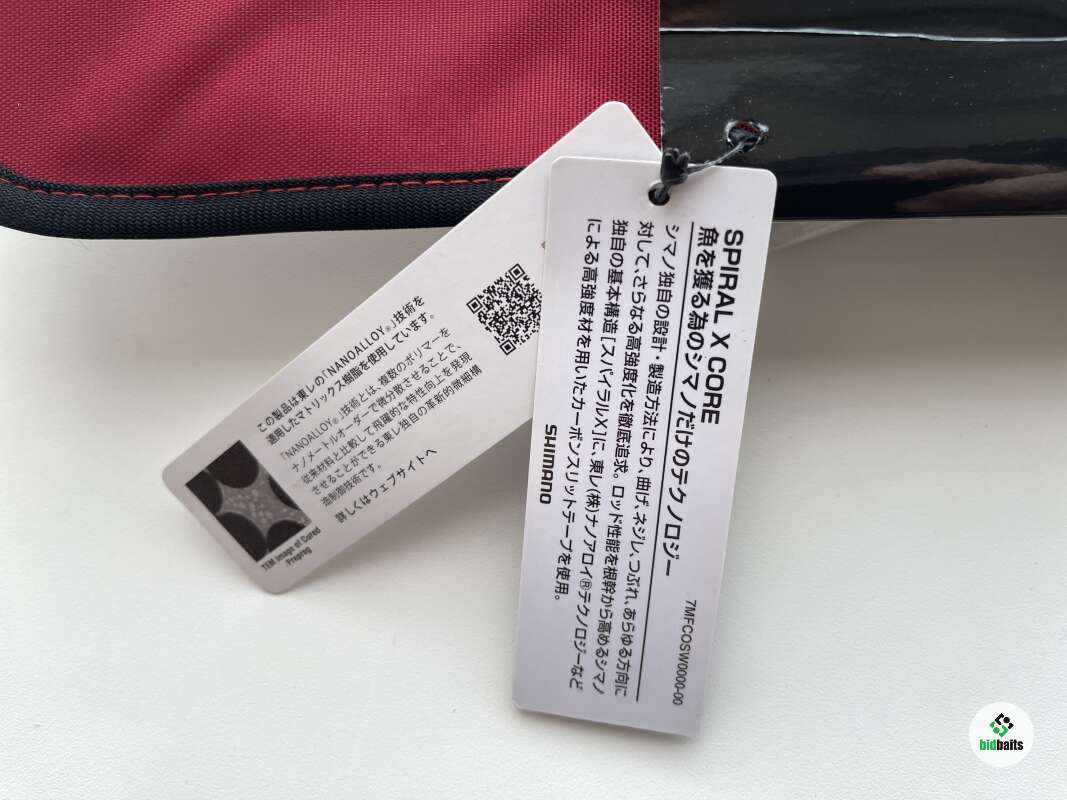 この製品は東レの「NANOALLOY®」技術を
適用したマトリックス樹脂を使用しています。
「NANOALLOY®」技術とは、複数のポリマーを
ナノメートルオーダーで微分散させることで、
従来材料と比較して飛躍的な特性向上を発現
させることができる東レ独自の革新的微細構
造制御技術です。
詳しくはウェブサイトへ
TEM Image of Cured
Prepreg
SPIRAL X CORE
魚を獲る為のシマノだけのテクノロジー
シマノ独自の設計・製造方法により、曲げ、ネジレ、つぶれ、あらゆる方向に
対して、さらなる高強度化を徹底追求。ロッド性能を根幹から高めるシマノ
独自の基本構造[スパイラルX]に、東レ(株)ナノアロイ®テクノロジーなど
による高強度材を用いたカーボンスリットテープを使用。
SHIMANO
7MFCOSW0000-00
bidbaits